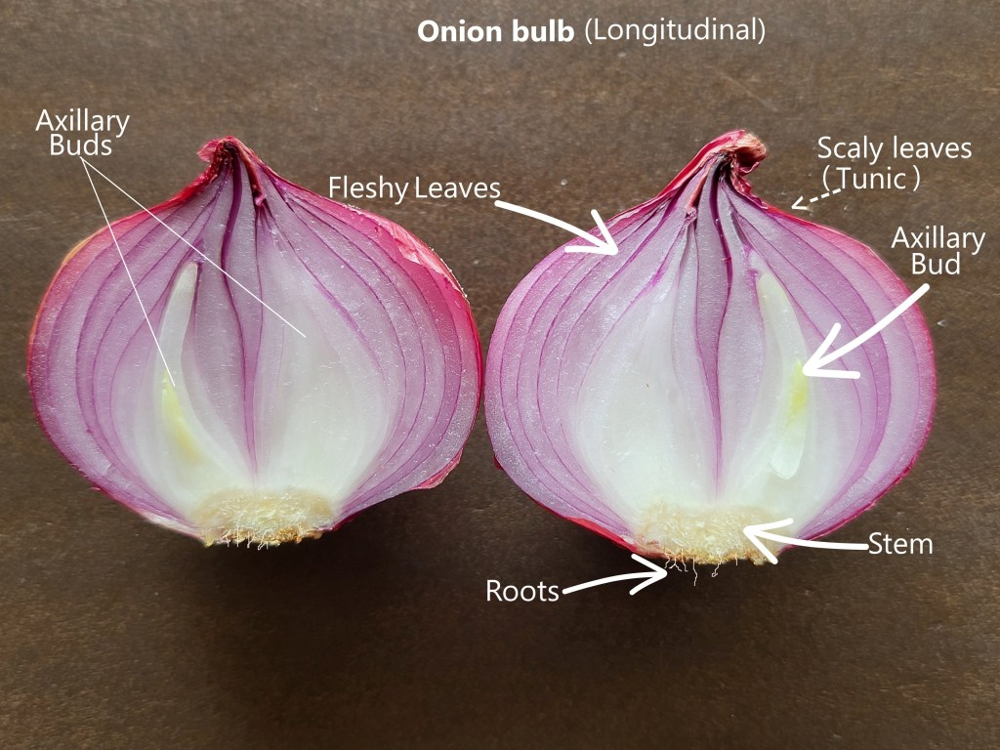 Onion bulb (Longitudinal)
Axillary
Buds
Fleshy Leaves
Scaly leaves
(Tunic)
Axillary
Bud
Stem
Roots